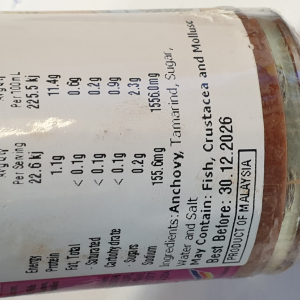 Per Serving Per 100mL
Energy 22.6 kj 225.5 kj
Protein 1.1g 11.4g
Fat, Total < 0.1g 0.6g
- Saturated < 0.1g 0.2g
Carbohydrate < 0.1g 0.9g
- Sugars 0.2g 2.3g
Sodium 155.6mg 1556.0mg
Ingredients: Anchovy, Tamarind, Sugar,
Water and Salt
May Contain: Fish, Crustacea and Mollusc
Best Before: 30.12.2026
PRODUCT OF MALAYSIA